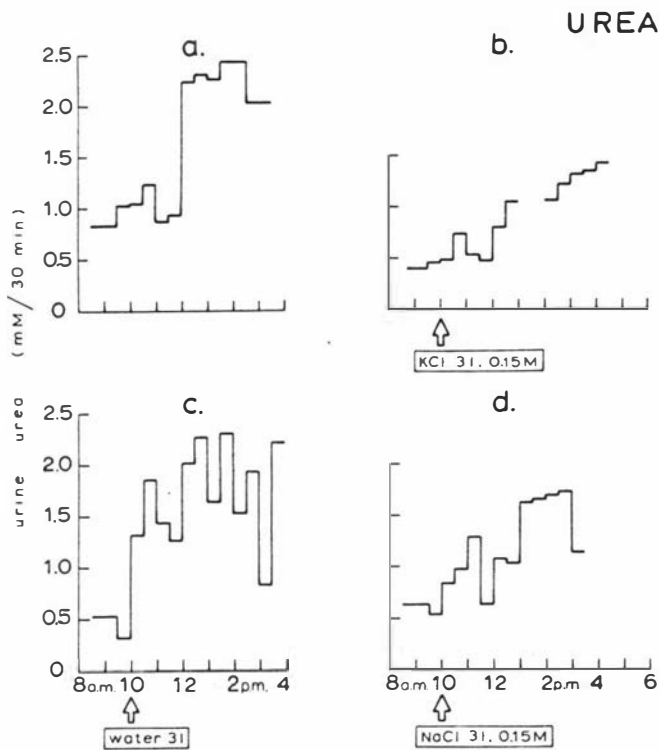 UREA
a.
b.
2.5
2.0
1.5
1.0
0.5
0
KCl 3l, 0.15M
urine urea (mM/30 min)
c.
d.
2.5
2.0
1.5
1.0
0.5
0
8a.m. 10 12 2p.m. 4
8a.m. 10 12 2p.m 4 6
water 3l
NaCl 3l, 0.15M